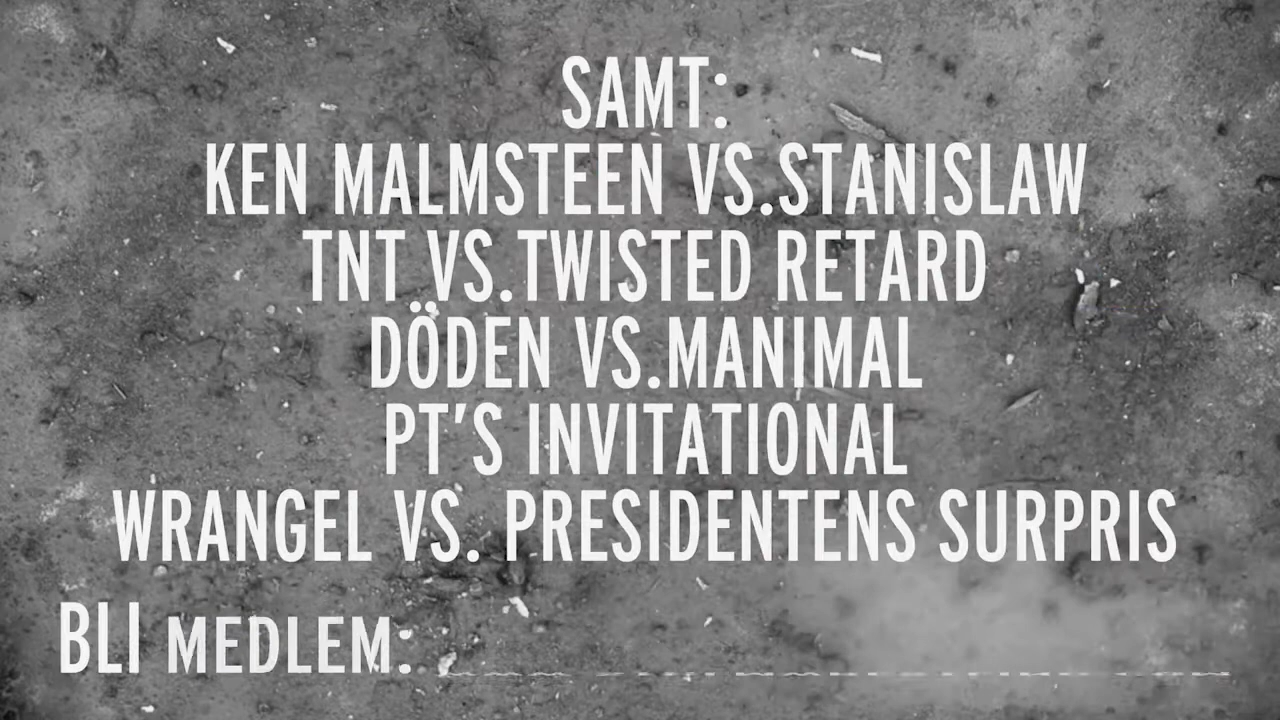 SAMT:
KEN MALMSTEEN VS.STANISLAW
TNT VS.TWISTED RETARD
DÖDEN VS.MANIMAL
PT'S INVITATIONAL
WRANGEL VS. PRESIDENTENS SURPRIS
BLI MEDLEM: